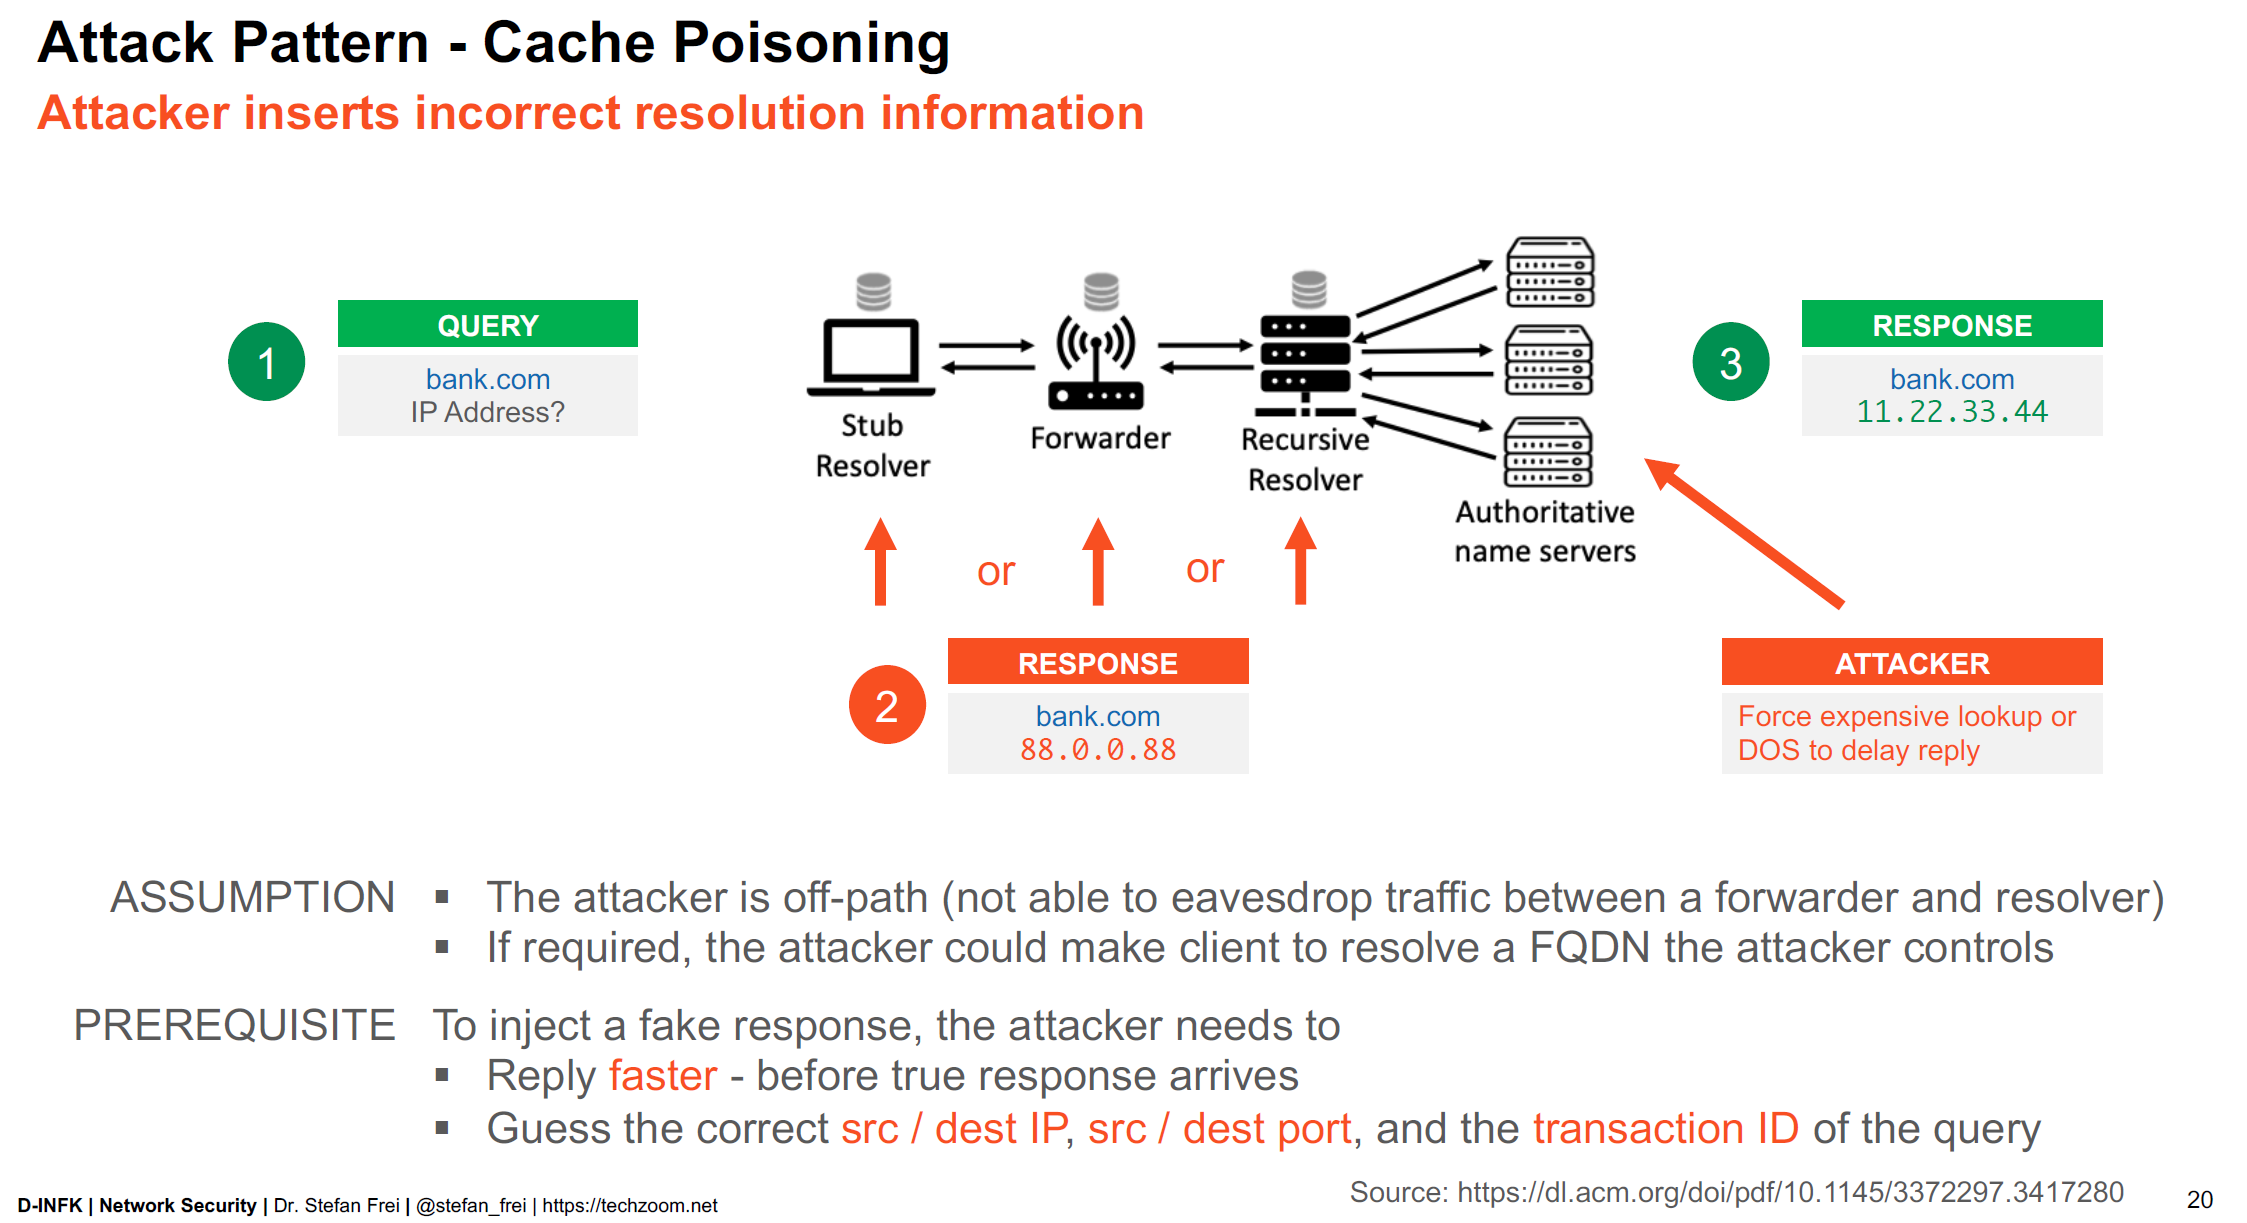 Attack Pattern - Cache Poisoning
Attacker inserts incorrect resolution information
1
QUERY
bank.com
IP Address?
Stub
Resolver
Forwarder
Recursive
Resolver
Authoritative
name servers
3
RESPONSE
bank.com
11.22.33.44
or
or
2
RESPONSE
bank.com
88.0.0.88
ATTACKER
Force expensive lookup or
DOS to delay reply
ASSUMPTION
▪ The attacker is off-path (not able to eavesdrop traffic between a forwarder and resolver)
▪ If required, the attacker could make client to resolve a FQDN the attacker controls
PREREQUISITE
To inject a fake response, the attacker needs to
▪ Reply faster - before true response arrives
▪ Guess the correct src / dest IP, src / dest port, and the transaction ID of the query
Source: https://dl.acm.org/doi/pdf/10.1145/3372297.3417280
D-INFK | Network Security | Dr. Stefan Frei | @stefan_frei | https://techzoom.net
20